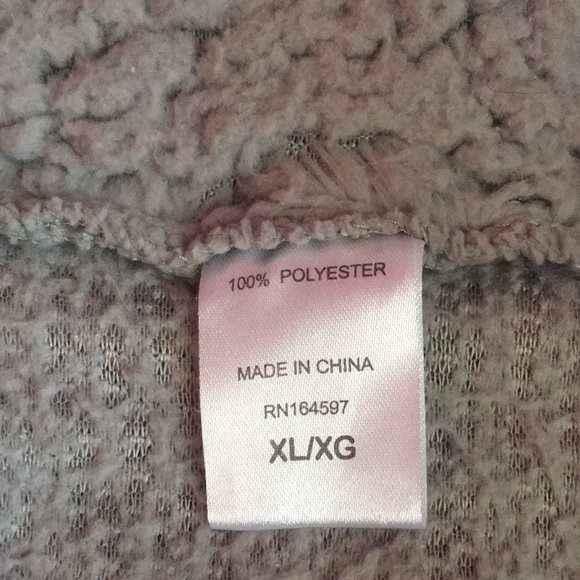 100% POLYESTER
MADE IN CHINA
RN164597
XL/XG